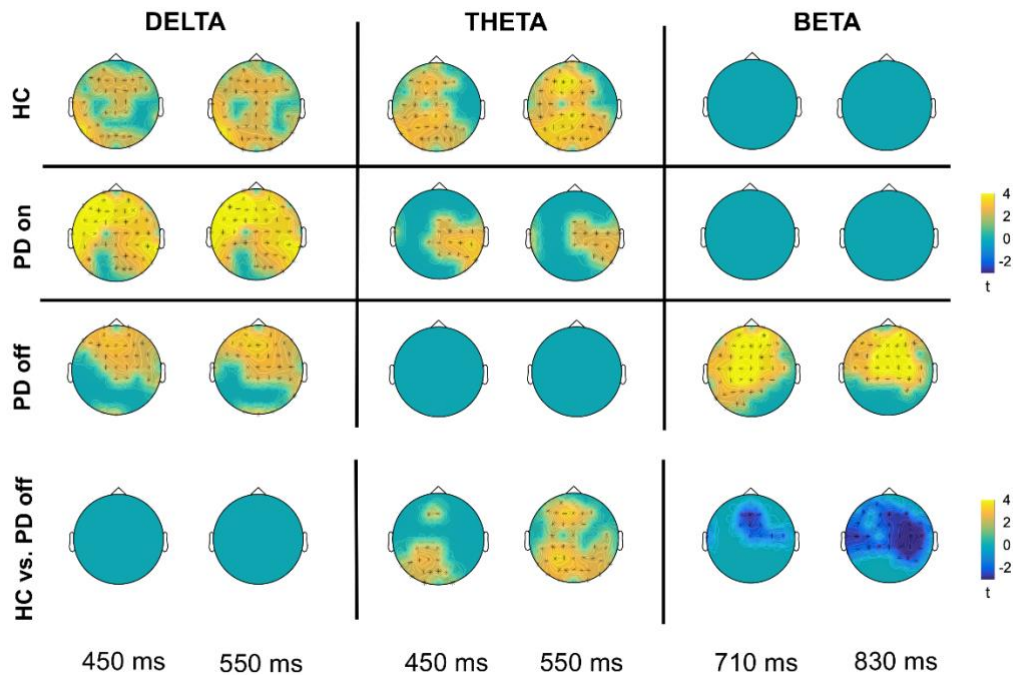 DELTA THETA BETA
HC
PD on
4
2
0
-2
t
PD off
HC vs. PD off
4
2
0
-2
t
450 ms 550 ms 450 ms 550 ms 710 ms 830 ms